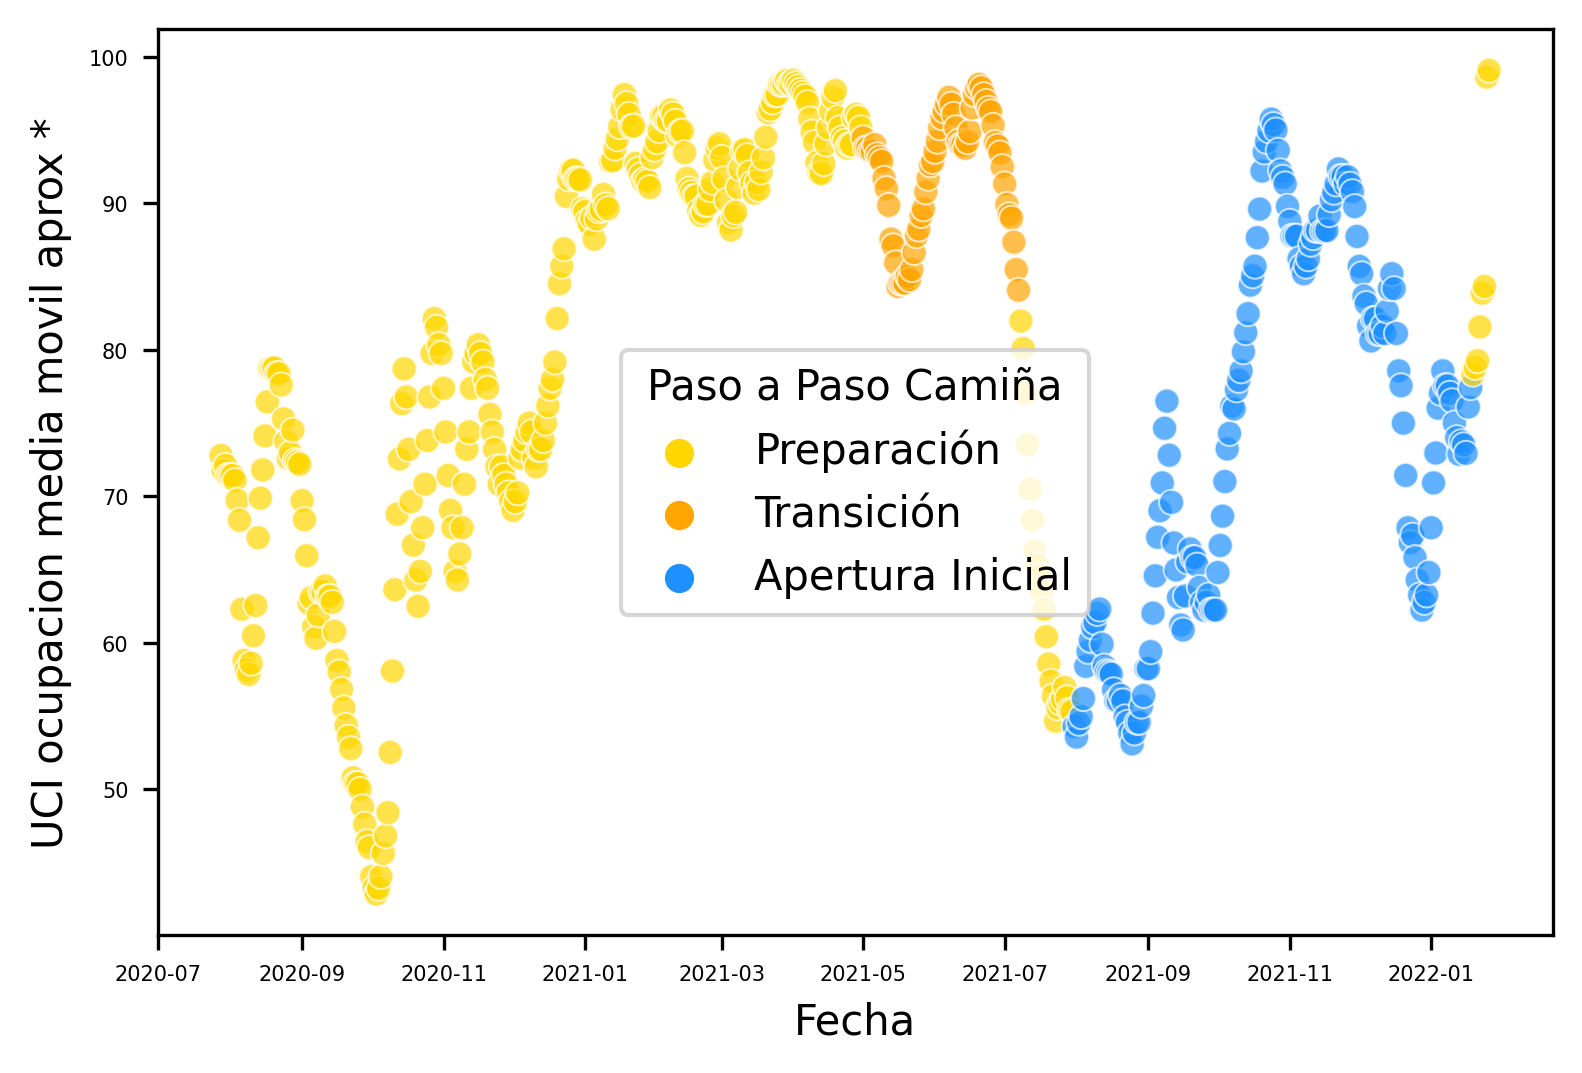 UCI ocupacion media movil aprox *
100
90
80
70
60
50
Paso a Paso Camiña
Preparación
Transición
Apertura Inicial
2020-07 2020-09 2020-11 2021-01 2021-03 2021-05 2021-07 2021-09 2021-11 2022-01
Fecha